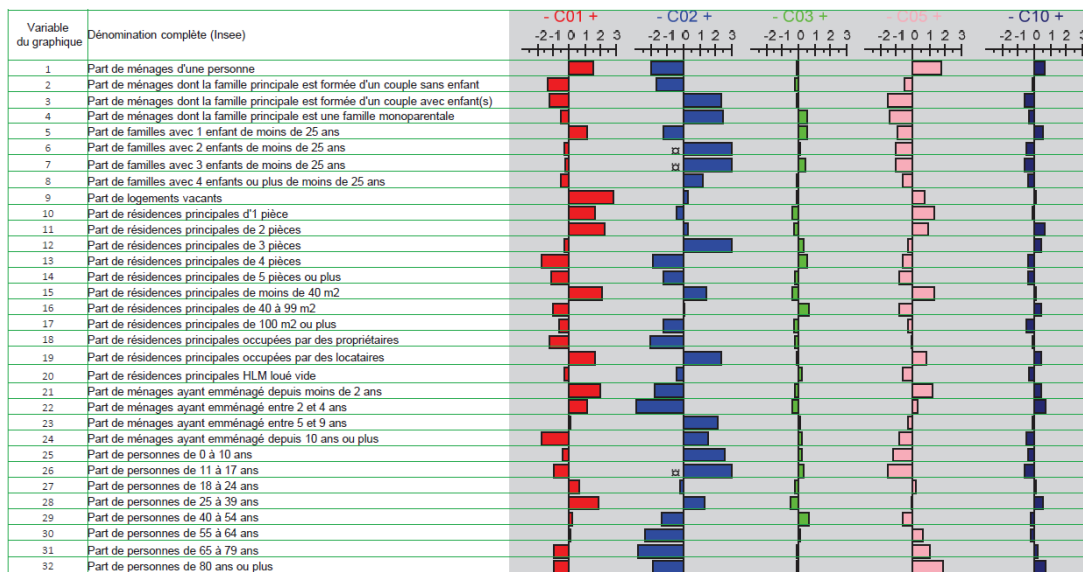 Variable du graphique Dénomination complète (Insee) - C01 + - C02 + - C03 + - C05 + - C10 +
-2 -1 0 1 2 3 -2 -1 0 1 2 3 -2 -1 0 1 2 3 -2 -1 0 1 2 3 -2 -1 0 1 2 3
1 Part de ménages d'une personne
2 Part de ménages dont la famille principale est formée d'un couple sans enfant
3 Part de ménages dont la famille principale est formée d'un couple avec enfant(s)
4 Part de ménages dont la famille principale est une famille monoparentale
5 Part de familles avec 1 enfant de moins de 25 ans
6 Part de familles avec 2 enfants de moins de 25 ans ¤
7 Part de familles avec 3 enfants de moins de 25 ans ¤
8 Part de familles avec 4 enfants ou plus de moins de 25 ans
9 Part de logements vacants
10 Part de résidences principales d'1 pièce
11 Part de résidences principales de 2 pièces
12 Part de résidences principales de 3 pièces
13 Part de résidences principales de 4 pièces
14 Part de résidences principales de 5 pièces ou plus
15 Part de résidences principales de moins de 40 m2
16 Part de résidences principales de 40 à 99 m2
17 Part de résidences principales de 100 m2 ou plus
18 Part de résidences principales occupées par des propriétaires
19 Part de résidences principales occupées par des locataires
20 Part de résidences principales HLM loué vide
21 Part de ménages ayant emménagé depuis moins de 2 ans
22 Part de ménages ayant emménagé entre 2 et 4 ans
23 Part de ménages ayant emménagé entre 5 et 9 ans
24 Part de ménages ayant emménagé depuis 10 ans ou plus
25 Part de personnes de 0 à 10 ans
26 Part de personnes de 11 à 17 ans ¤
27 Part de personnes de 18 à 24 ans
28 Part de personnes de 25 à 39 ans
29 Part de personnes de 40 à 54 ans
30 Part de personnes de 55 à 64 ans
31 Part de personnes de 65 à 79 ans
32 Part de personnes de 80 ans ou plus